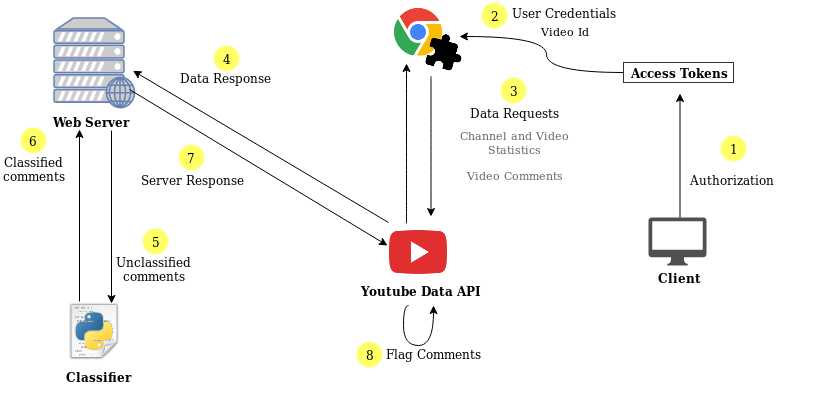 2
User Credentials
Video Id
4
Data Response
Access Tokens
3
Data Requests
Channel and Video
Statistics
Video Comments
Web Server
6
Classified
comments
7
Server Response
1
Authorization
5
Unclassified
comments
Client
Youtube Data API
8
Flag Comments
Classifier